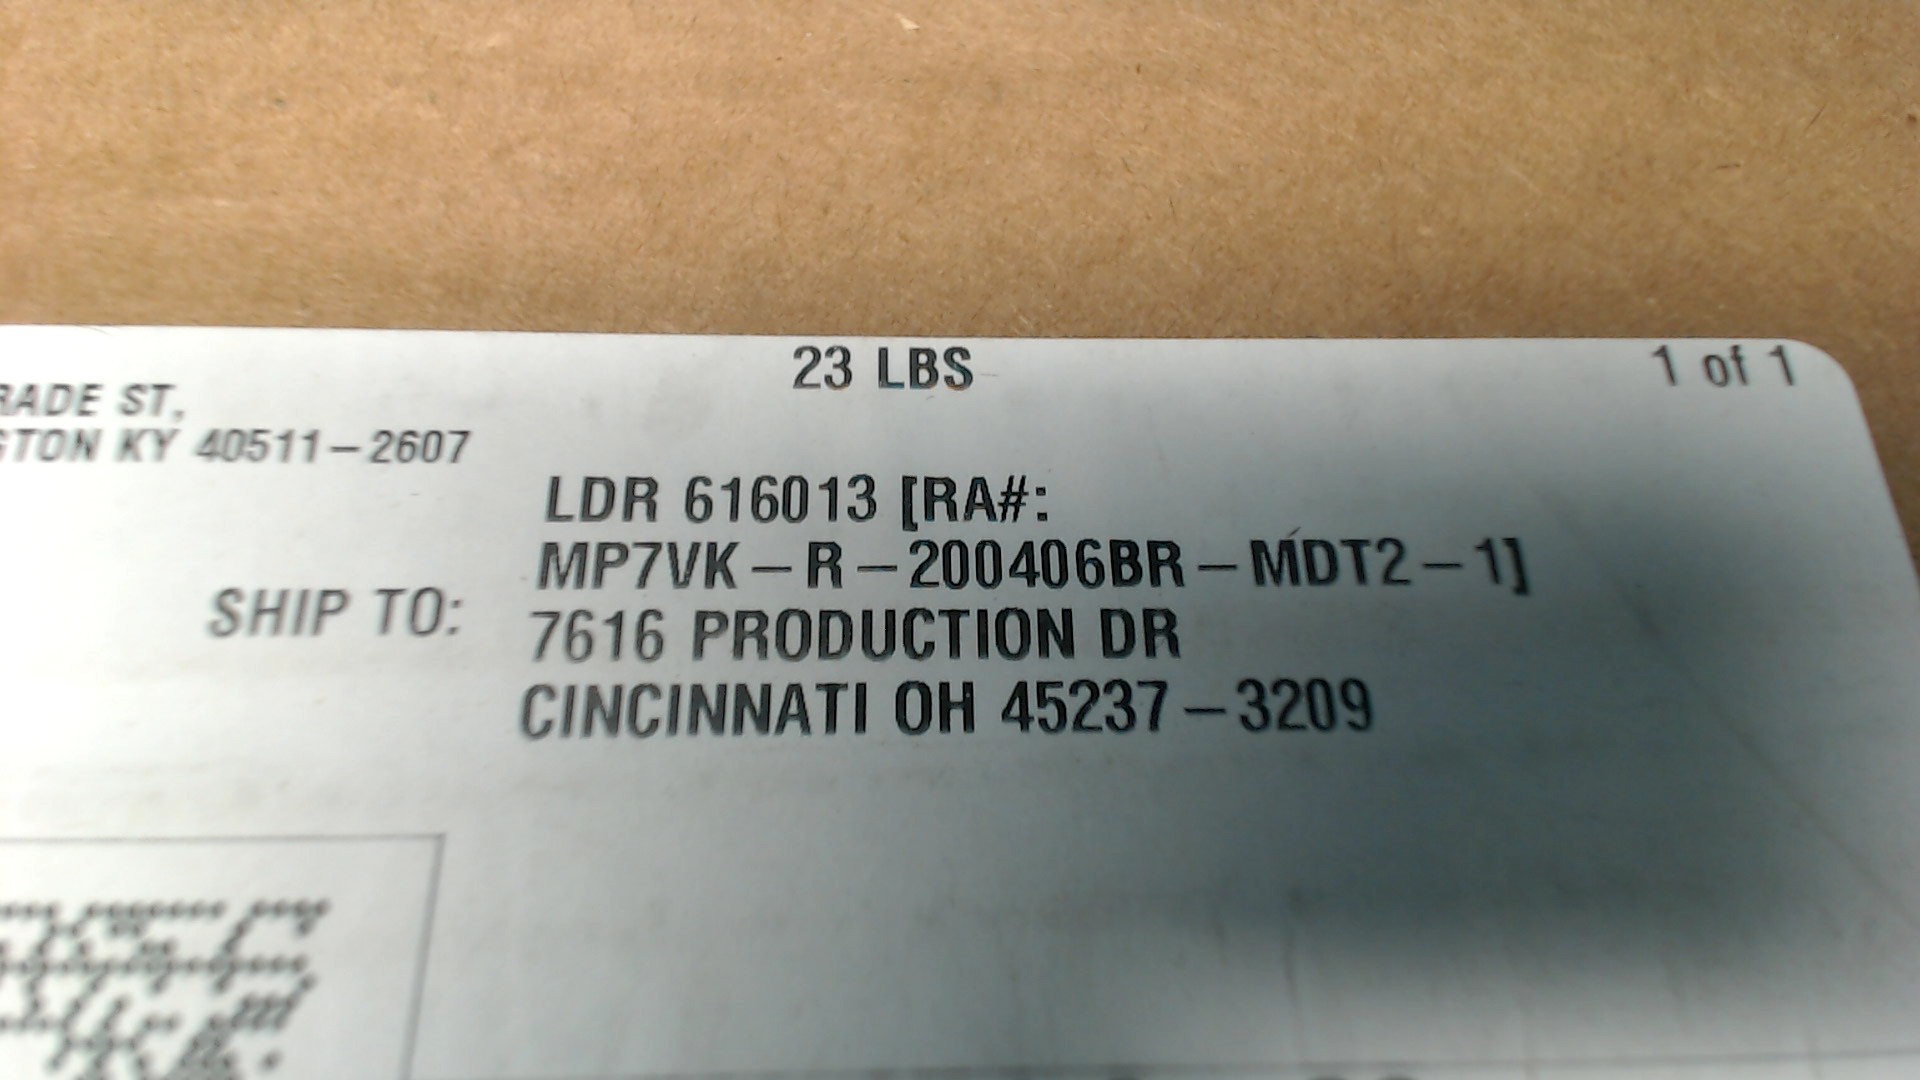 23 LBS
1 of 1
RADE ST,
GTON KY 40511-2607
LDR 616013 [RA#:
MP7VK-R-200406BR-MDT2-1]
SHIP TO:
7616 PRODUCTION DR
CINCINNATI OH 45237-3209